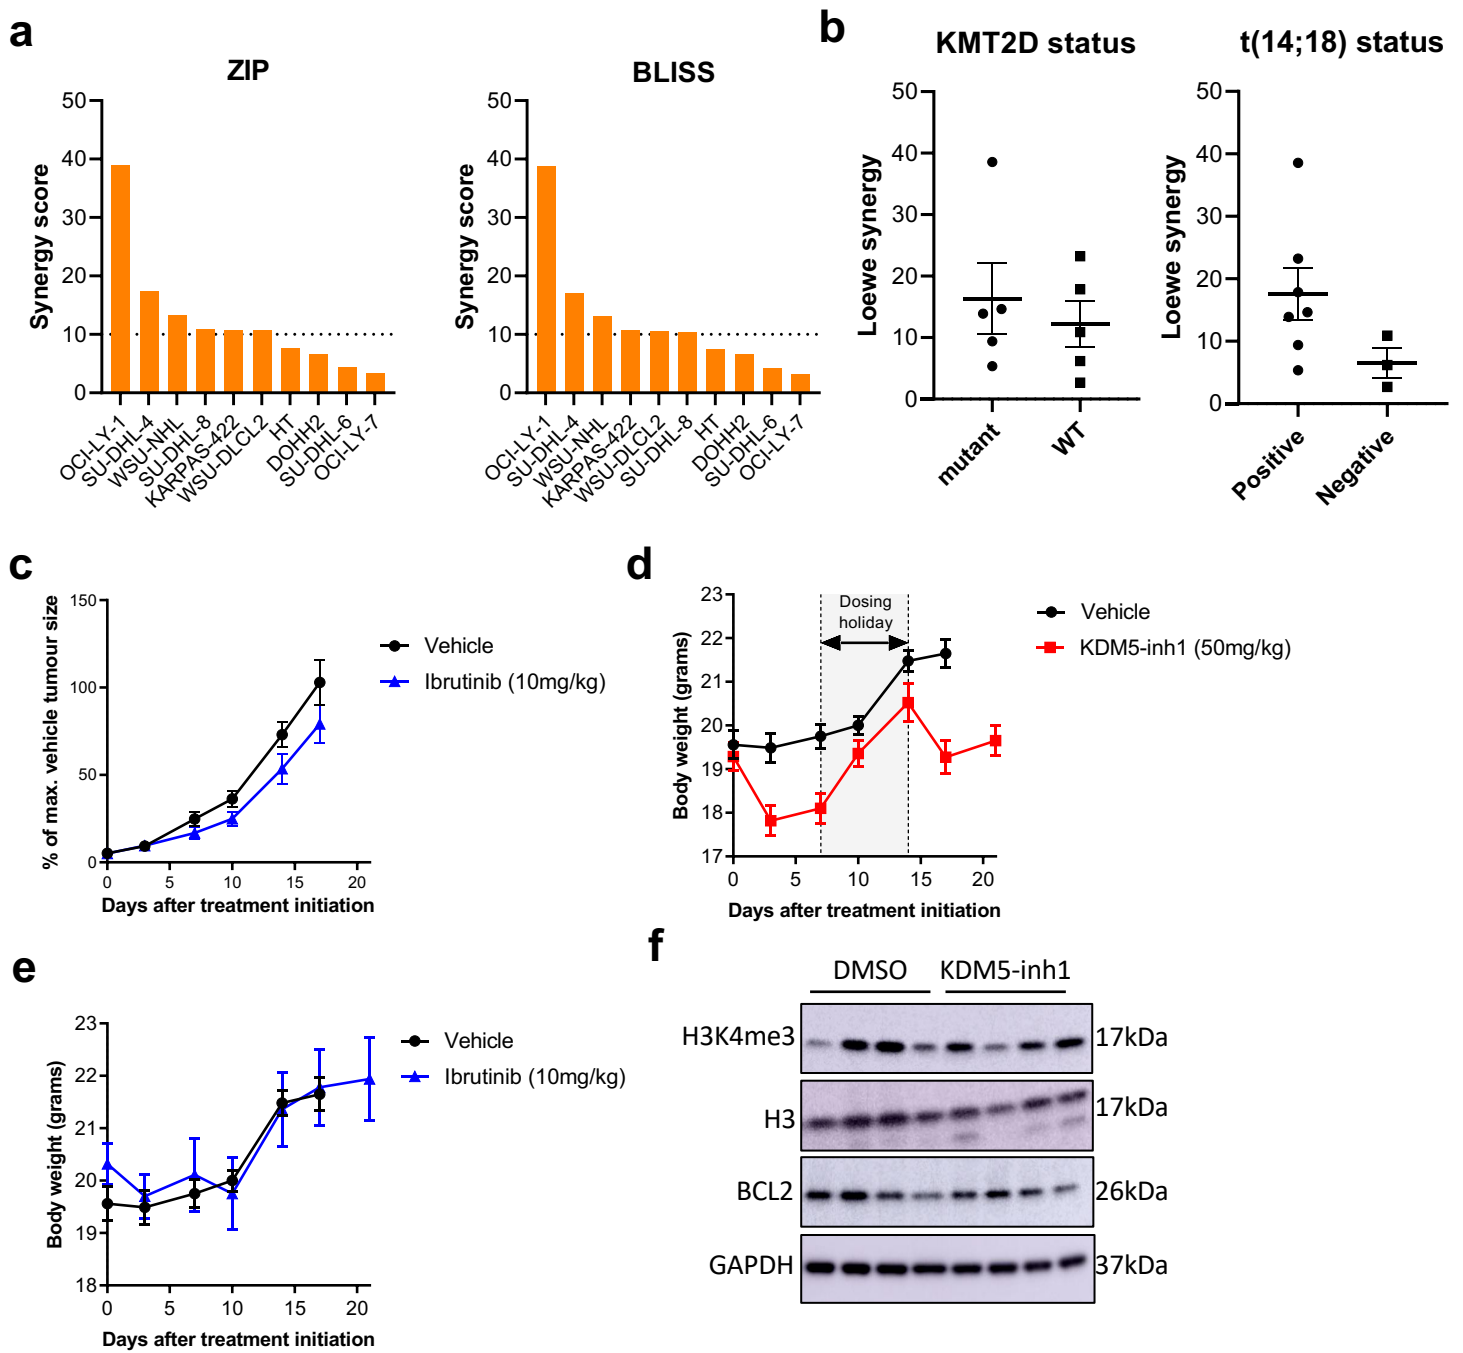 a
ZIP
Synergy score
50
40
30
20
10
0
OCI-LY-1
SU-DHL-4
WSU-NHL
SU-DHL-8
KARPAS-422
WSU-DLCL2
HT
DOHH2
SU-DHL-6
OCI-LY-7
BLISS
Synergy score
50
40
30
20
10
0
OCI-LY-1
SU-DHL-4
WSU-NHL
KARPAS-422
WSU-DLCL2
SU-DHL-8
HT
DOHH2
SU-DHL-6
OCI-LY-7
b
KMT2D status
Loewe synergy
50
40
30
20
10
0
mutant
WT
t(14;18) status
Loewe synergy
50
40
30
20
10
0
Positive
Negative
c
% of max. vehicle tumour size
150
100
50
0
0 5 10 15 20
Days after treatment initiation
Vehicle
Ibrutinib (10mg/kg)
d
Body weight (grams)
23
22
21
20
19
18
17
Dosing
holiday
0 5 10 15 20
Days after treatment initiation
Vehicle
KDM5-inh1 (50mg/kg)
e
Body weight (grams)
23
22
21
20
19
18
0 5 10 15 20
Days after treatment initiation
Vehicle
Ibrutinib (10mg/kg)
f
DMSO KDM5-inh1
H3K4me3 17kDa
H3 17kDa
BCL2 26kDa
GAPDH 37kDa